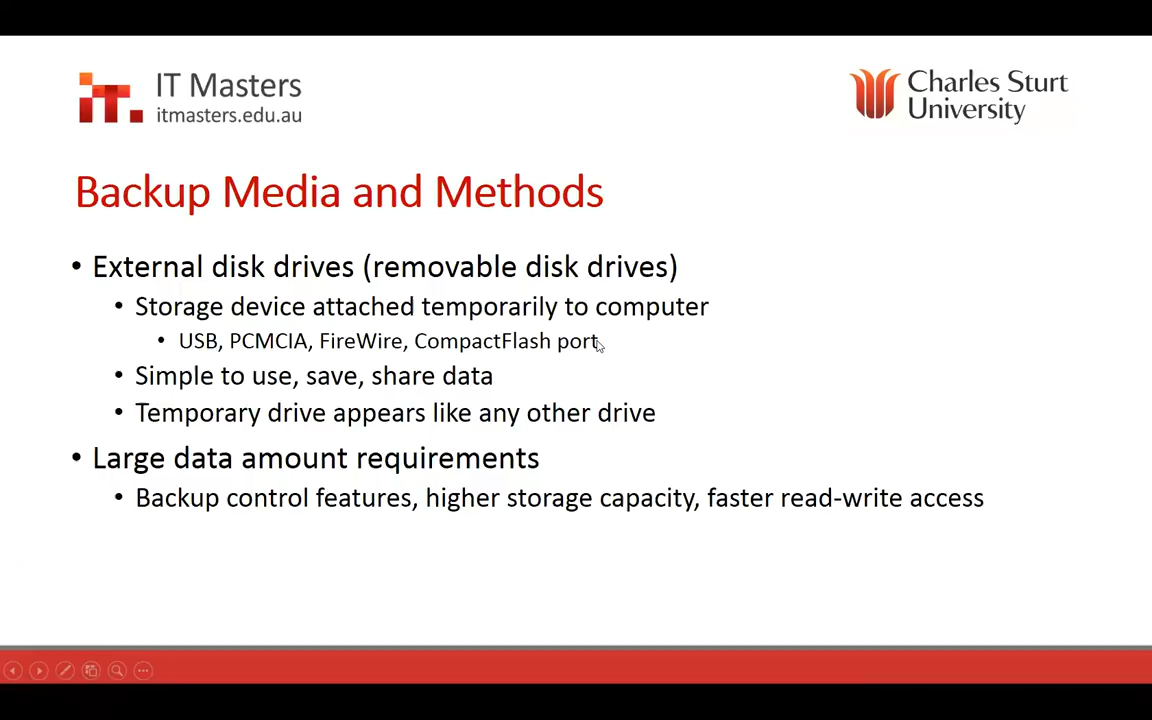 IT Masters
itmasters.edu.au
Charles Sturt
University
Backup Media and Methods
• External disk drives (removable disk drives)
• Storage device attached temporarily to computer
• USB, PCMCIA, FireWire, CompactFlash port
• Simple to use, save, share data
• Temporary drive appears like any other drive
• Large data amount requirements
• Backup control features, higher storage capacity, faster read-write access